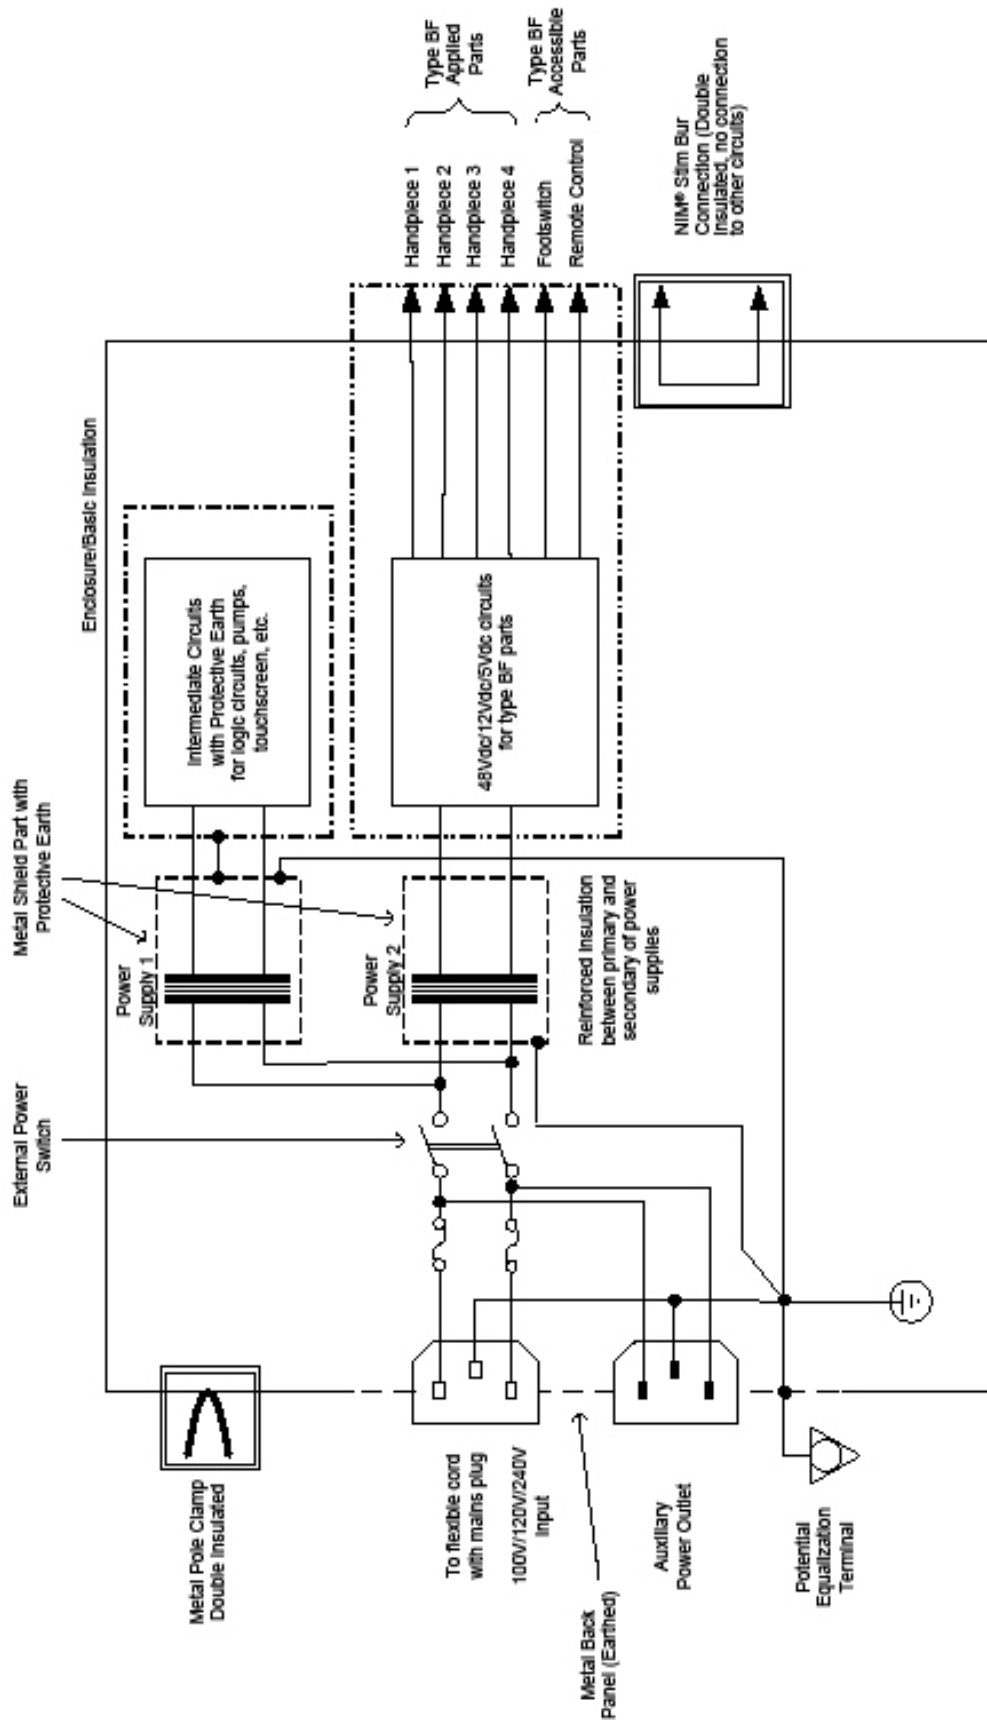 Metal Pole Clamp
Double Insulated
To flexible cord
with mains plug
100V/120V/240V
Input
Metal Back
Panel (Earthed)
Auxiliary
Power Outlet
Potential
Equalization
Terminal
External Power
Switch
Metal Shield Part with
Protective Earth
Power
Supply 1
Power
Supply 2
Reinforced Insulation
between primary and
secondary of power
supplies
Enclosure/Basic Insulation
Intermediate Circuits
with Protective Earth
for logic circuits, pumps,
touchscreen, etc.
48Vdc/12Vdc/5Vdc circuits
for type BF parts
Handpiece 1
Handpiece 2
Handpiece 3
Handpiece 4
Footswitch
Remote Control
Type BF
Applied
Parts
Type BF
Accessible
Parts
NIM® Stim Bur
Connection (Double
Insulated, no connection
to other circuits)